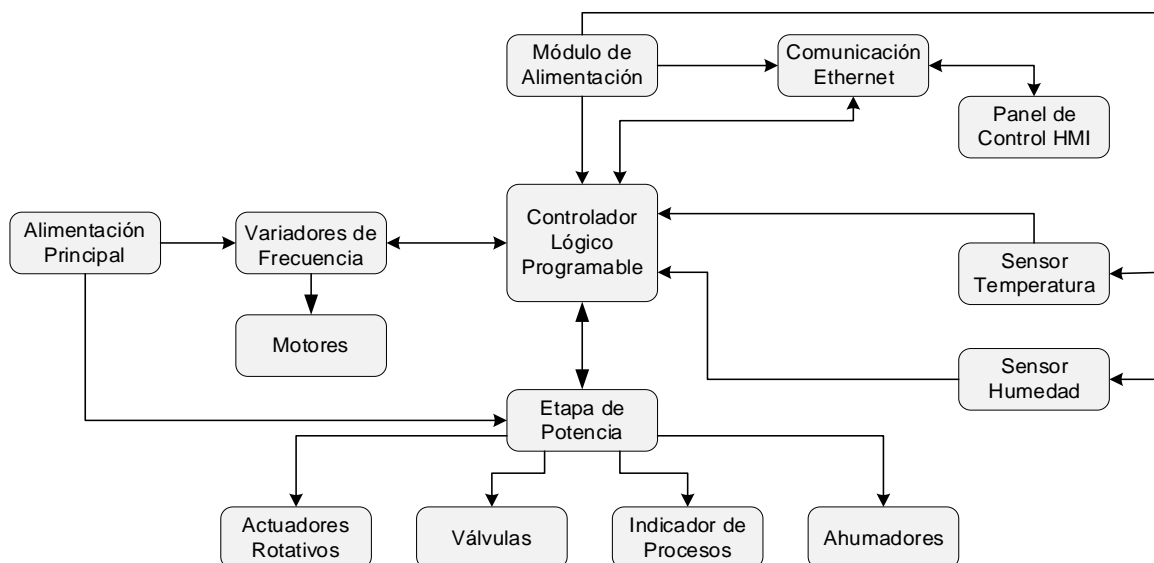 Módulo de
Alimentación
Comunicación
Ethernet
Panel de
Control HMI
Controlador
Lógico
Programable
Alimentación
Principal
Variadores de
Frecuencia
Sensor
Temperatura
Motores
Sensor
Humedad
Etapa de
Potencia
Actuadores
Rotativos
Válvulas
Indicador de
Procesos
Ahumadores